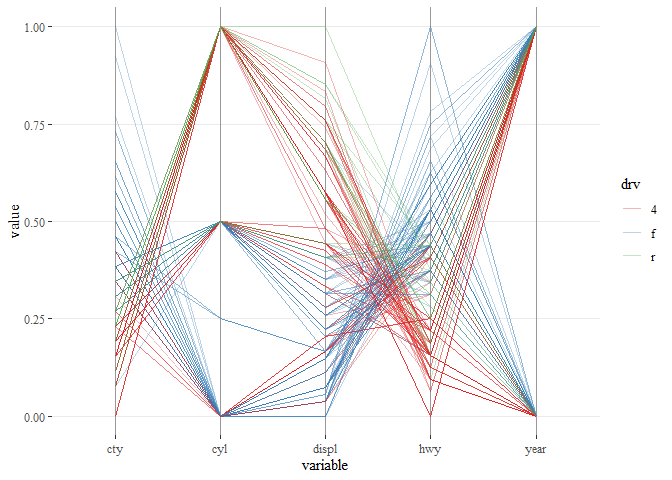 1.00
0.75
0.50
0.25
0.00
value
cty
cyl
displ
hwy
year
variable
drv
4
f
r